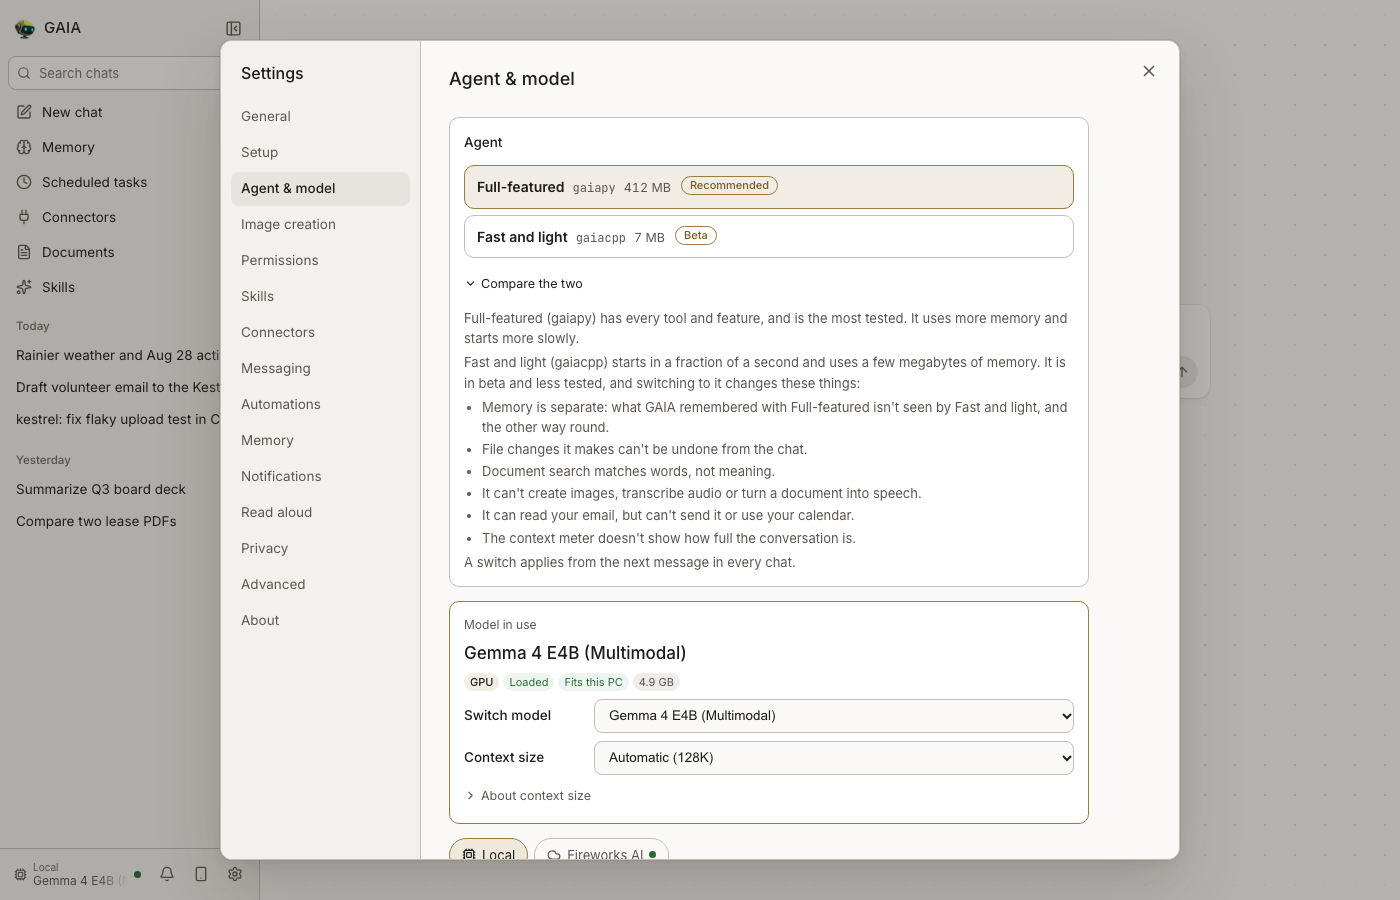 GAIA
Search chats
New chat
Memory
Scheduled tasks
Connectors
Documents
Skills
Today
Rainier weather and Aug 28 acti
Draft volunteer email to the Kest
kestrel: fix flaky upload test in C
Yesterday
Summarize Q3 board deck
Compare two lease PDFs
Local
Gemma 4 E4B (
Settings
General
Setup
Agent & model
Image creation
Permissions
Skills
Connectors
Messaging
Automations
Memory
Notifications
Read aloud
Privacy
Advanced
About
Agent & model
Agent
Full-featured gaiapy 412 MB Recommended
Fast and light gaiacpp 7 MB Beta
Compare the two
Full-featured (gaiapy) has every tool and feature, and is the most tested. It uses more memory and
starts more slowly.
Fast and light (gaiacpp) starts in a fraction of a second and uses a few megabytes of memory. It is
in beta and less tested, and switching to it changes these things:
• Memory is separate: what GAIA remembered with Full-featured isn't seen by Fast and light, and
the other way round.
• File changes it makes can't be undone from the chat.
• Document search matches words, not meaning.
• It can't create images, transcribe audio or turn a document into speech.
• It can read your email, but can't send it or use your calendar.
• The context meter doesn't show how full the conversation is.
A switch applies from the next message in every chat.
Model in use
Gemma 4 E4B (Multimodal)
GPU Loaded Fits this PC 4.9 GB
Switch model Gemma 4 E4B (Multimodal)
Context size Automatic (128K)
About context size
Local Fireworks AI